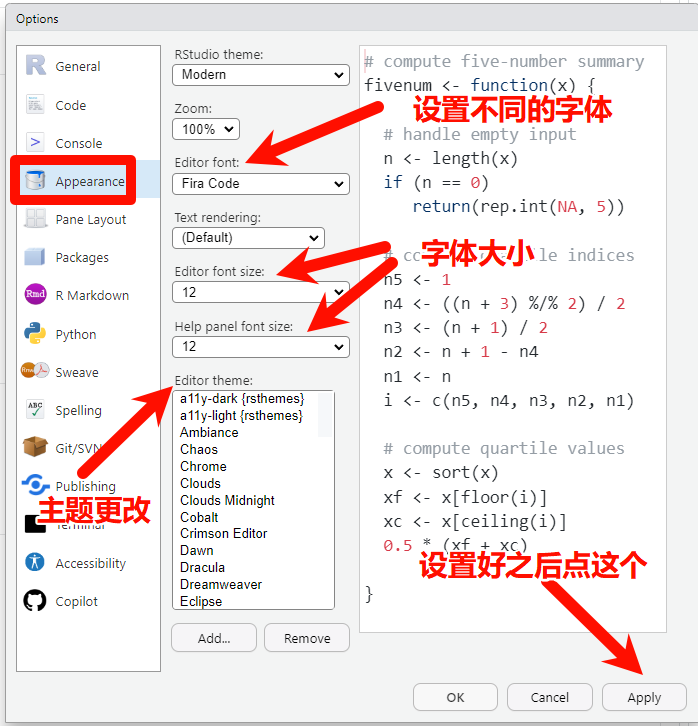 Options
General
Code
Console
Appearance
Pane Layout
Packages
R Markdown
Python
Sweave
ABC
Spelling
Git/SVN
Publishing
Terminal
Accessibility
Copilot
RStudio theme:
Modern
Zoom:
100%
Editor font:
Fira Code
Text rendering:
(Default)
Editor font size:
12
Help panel font size:
12
Editor theme:
a11y-dark {rsthemes}
a11y-light {rsthemes}
Ambiance
Chaos
Chrome
Clouds
Clouds Midnight
Cobalt
Crimson Editor
Dawn
Dracula
Dreamweaver
Eclipse
Add...
Remove
# compute five-number summary
fivenum <- function(x) {
设置不同的字体
# handle empty input
n <- length(x)
if (n == 0)
return(rep.int(NA, 5))
字体大小
indices
n5 <- 1
n4 <- ((n + 3) %/% 2) / 2
n3 <- (n + 1) / 2
n2 <- n + 1 - n4
n1 <- n
i <- c(n5, n4, n3, n2, n1)
# compute quartile values
x <- sort(x)
xf <- x[floor(i)]
xc <- x[ceiling(i)]
0.5 * (xf + xc)
}
主题更改
设置好之后点这个
OK
Cancel
Apply